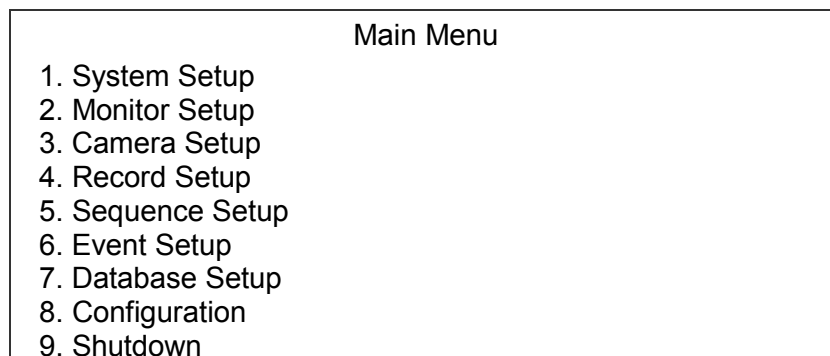 Main Menu
1. System Setup
2. Monitor Setup
3. Camera Setup
4. Record Setup
5. Sequence Setup
6. Event Setup
7. Database Setup
8. Configuration
9. Shutdown